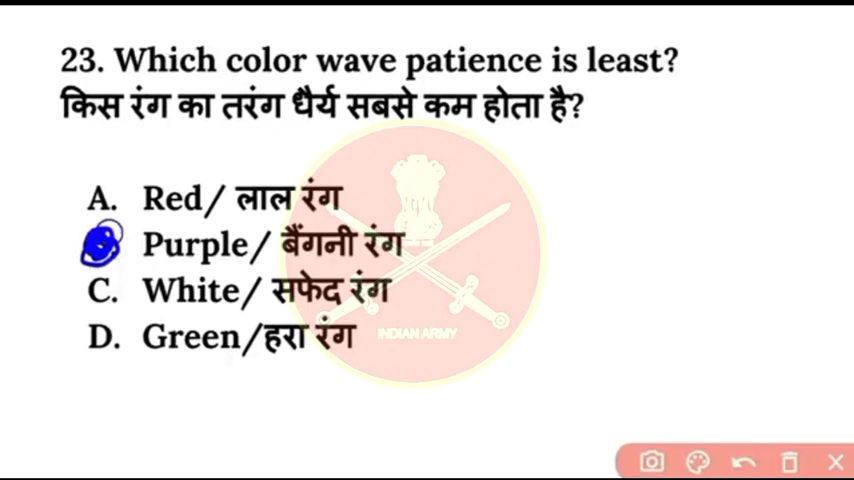 23. Which color wave patience is least?
किस रंग का तरंग धैर्य सबसे कम होता है?
A. Red/ लाल रंग
Purple/ बैंगनी रंग
C. White/ सफेद रंग
D. Green/हरा रंग
INDIAN ARMY